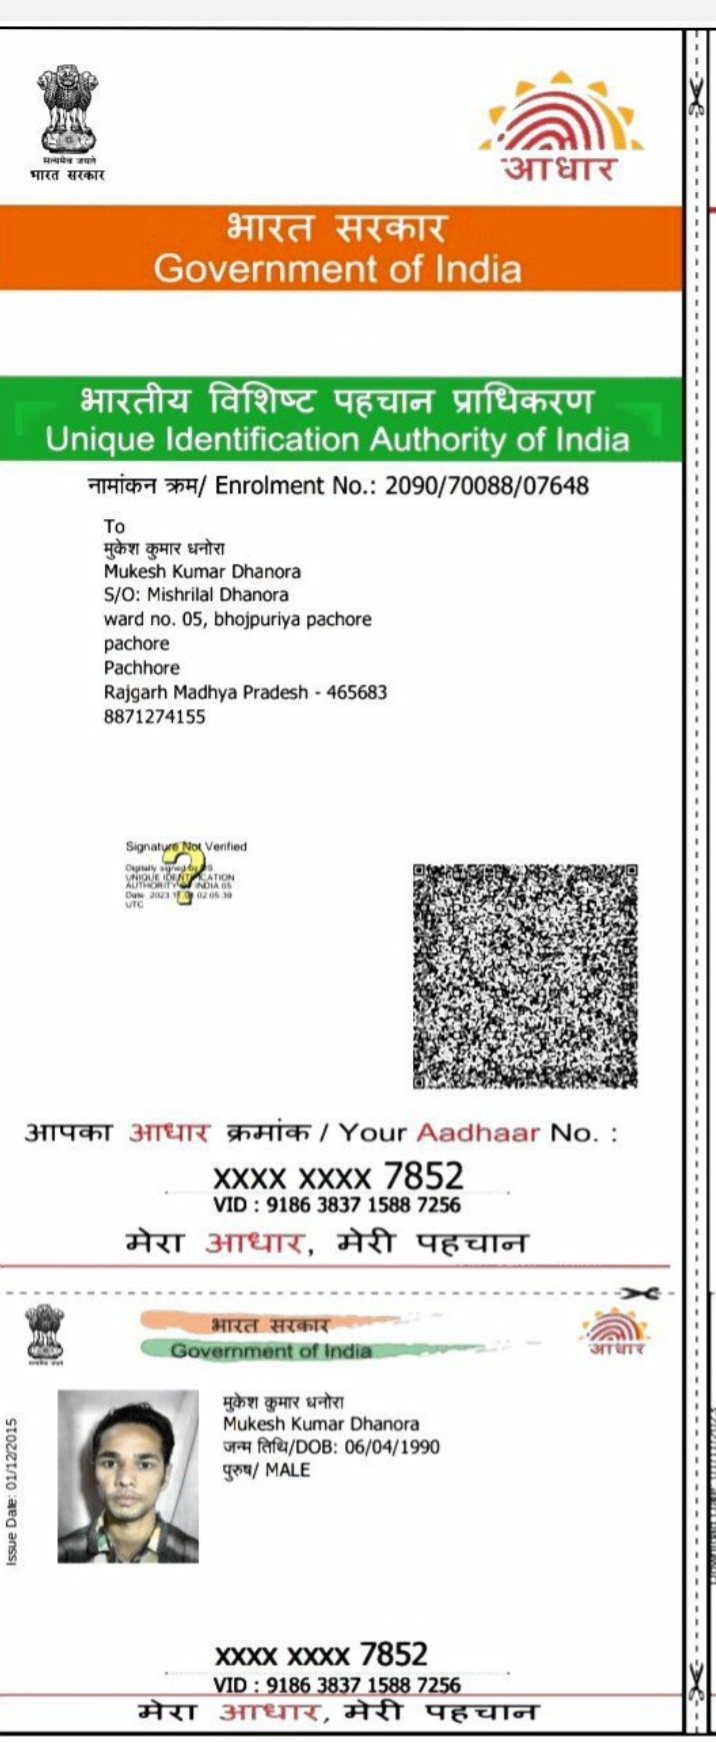 सत्यमेव जयते
भारत सरकार
आधार
भारत सरकार
Government of India
भारतीय विशिष्ट पहचान प्राधिकरण
Unique Identification Authority of India
नामांकन क्रम/ Enrolment No.: 2090/70088/07648
To
मुकेश कुमार धनोरा
Mukesh Kumar Dhanora
S/O: Mishrilal Dhanora
ward no. 05, bhojpuriya pachore
pachore
Pachhore
Rajgarh Madhya Pradesh - 465683
8871274155
Signature Not Verified
Digitally signed by DS
UNIQUE IDENTIFICATION
AUTHORITY OF INDIA 05
Date: 2023 02:05:39
UTC
आपका आधार क्रमांक / Your Aadhaar No. :
xxxx xxxx 7852
VID : 9186 3837 1588 7256
मेरा आधार, मेरी पहचान
भारत सरकार
Government of India
आधार
Issue Date: 01/12/2015
मुकेश कुमार धनोरा
Mukesh Kumar Dhanora
जन्म तिथि/DOB: 06/04/1990
पुरुष/ MALE
xxxx xxxx 7852
VID : 9186 3837 1588 7256
मेरा आधार, मेरी पहचान